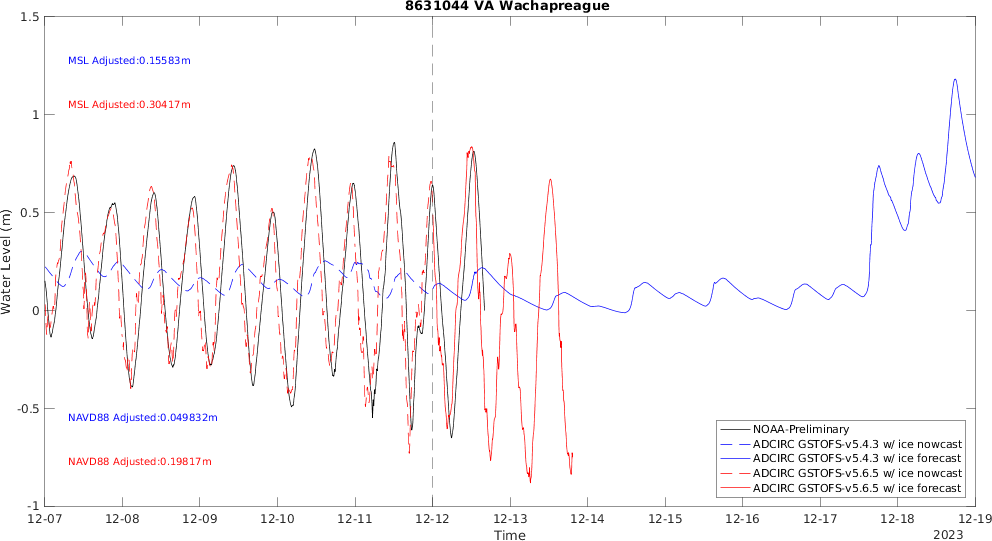 8631044 VA Wachapreague
1.5
1
0.5
0
-0.5
-1
Water Level (m)
MSL Adjusted:0.15583m
MSL Adjusted:0.30417m
NAVD88 Adjusted:0.049832m
NAVD88 Adjusted:0.19817m
NOAA-Preliminary
ADCIRC GSTOFS-v5.4.3 w/ ice nowcast
ADCIRC GSTOFS-v5.4.3 w/ ice forecast
ADCIRC GSTOFS-v5.6.5 w/ ice nowcast
ADCIRC GSTOFS-v5.6.5 w/ ice forecast
12-07 12-08 12-09 12-10 12-11 12-12 12-13 12-14 12-15 12-16 12-17 12-18 12-19
Time
2023